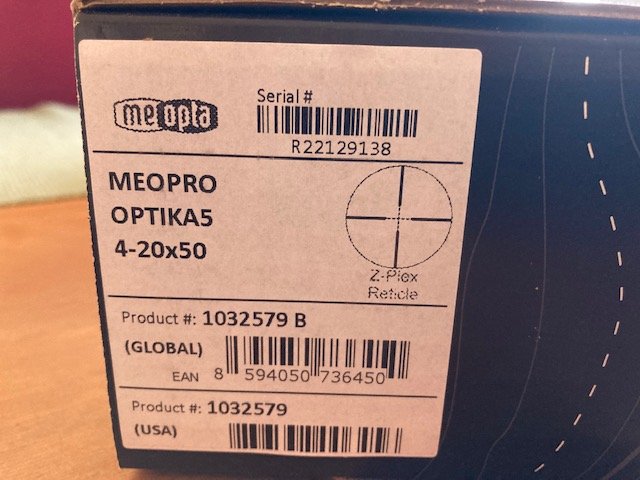 meopta
Serial #
R22129138
MEOPRO
OPTIKA5
4-20x50
Z-Plex
Reticle
Product #: 1032579 B
(GLOBAL)
EAN 8 594050 736450
Product #: 1032579
(USA)